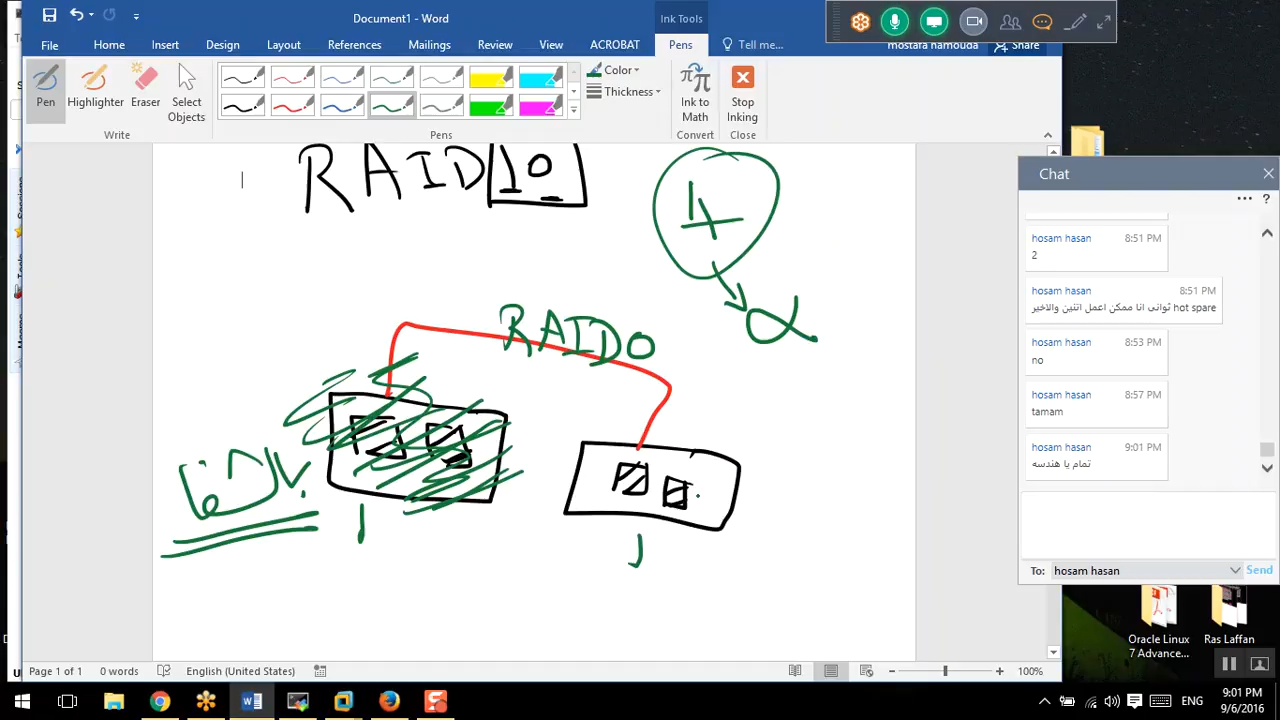 Document1 - Word
Ink Tools
File
Home
Insert
Design
Layout
References
Mailings
Review
View
ACROBAT
Pens
Tell me...
mostafa hamouda
Share
Pen
Highlighter
Eraser
Select Objects
Color
Thickness
Ink to Math
Stop Inking
Write
Pens
Convert
Close
RAID 10
4
α
RAID0
1
1
Chat
hosam hasan 8:51 PM
2
8:51 PM
ثواني انا ممكن اعمل اتنين والاخير hot spare
hosam hasan 8:53 PM
no
hosam hasan 8:57 PM
tamam
hosam hasan 9:01 PM
تمام يا هندسه
To: hosam hasan Send
Oracle Linux 7 Advance...
Ras Laffan
Page 1 of 1
0 words
English (United States)
100%
ENG
9:01 PM
9/6/2016